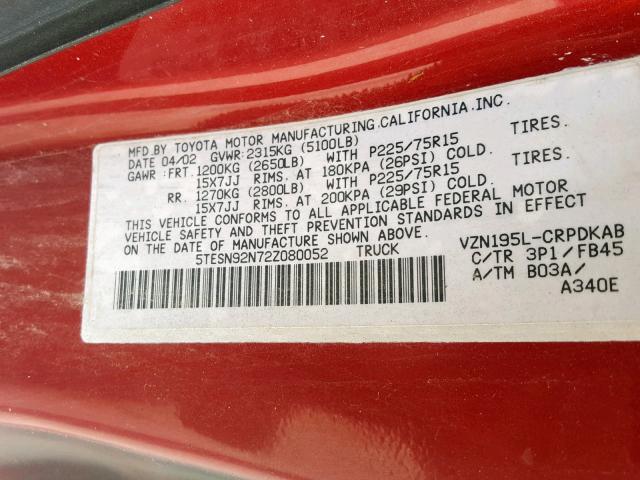 MFD.BY TOYOTA MOTOR MANUFACTURING.CALIFORNIA.INC.
DATE 04/02 GVWR:2315KG (5100LB)
GAWR :FRT.1200KG (2650LB) WITH P225/75R15 TIRES.
15X7JJ RIMS. AT 180KPA (26PSI) COLD.
RR. 1270KG (2800LB) WITH P225/75R15 TIRES.
15X7JJ RIMS. AT 200KPA (29PSI) COLD.
THIS VEHICLE CONFORMS TO ALL APPLICABLE FEDERAL MOTOR
VEHICLE SAFETY AND THEFT PREVENTION STANDARDS IN EFFECT
ON THE DATE OF MANUFACTURE SHOWN ABOVE.
5TESN92N72Z080052 TRUCK VZN195L-CRPDKAB
C/TR 3P1/FB45
A/TM B03A/
A340E